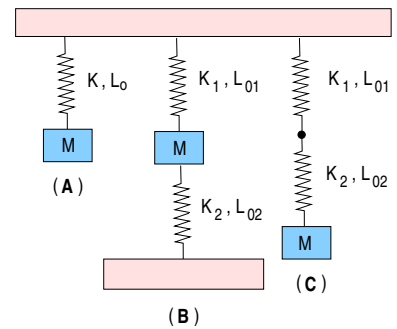 K, L₀
K₁, L₀₁
K₁, L₀₁
M
M
(A)
K₂, L₀₂
K₂, L₀₂
M
(C)
(B)